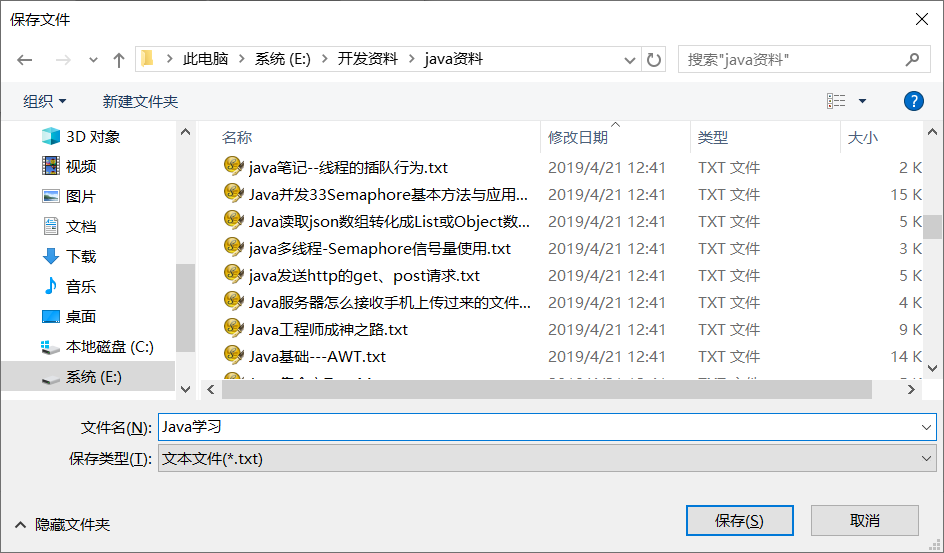 保存文件
此电脑 > 系统 (E:) > 开发资料 > java资料
搜索"java资料"
组织 新建文件夹
?
3D 对象
视频
图片
文档
下载
音乐
桌面
本地磁盘 (C:)
系统 (E:)
名称 修改日期 类型 大小
java笔记--线程的插队行为.txt 2019/4/21 12:41 TXT 文件 2 K
Java并发33Semaphore基本方法与应用... 2019/4/21 12:41 TXT 文件 15 K
Java读取json数组转化成List或Object数... 2019/4/21 12:41 TXT 文件 5 K
java多线程-Semaphore信号量使用.txt 2019/4/21 12:41 TXT 文件 3 K
java发送http的get、post请求.txt 2019/4/21 12:41 TXT 文件 5 K
Java服务器怎么接收手机上传过来的文件... 2019/4/21 12:41 TXT 文件 4 K
Java工程师成神之路.txt 2019/4/21 12:41 TXT 文件 9 K
Java基础---AWT.txt 2019/4/21 12:41 TXT 文件 14 K
文件名(N): Java学习
保存类型(T): 文本文件(*.txt)
隐藏文件夹
保存(S) 取消